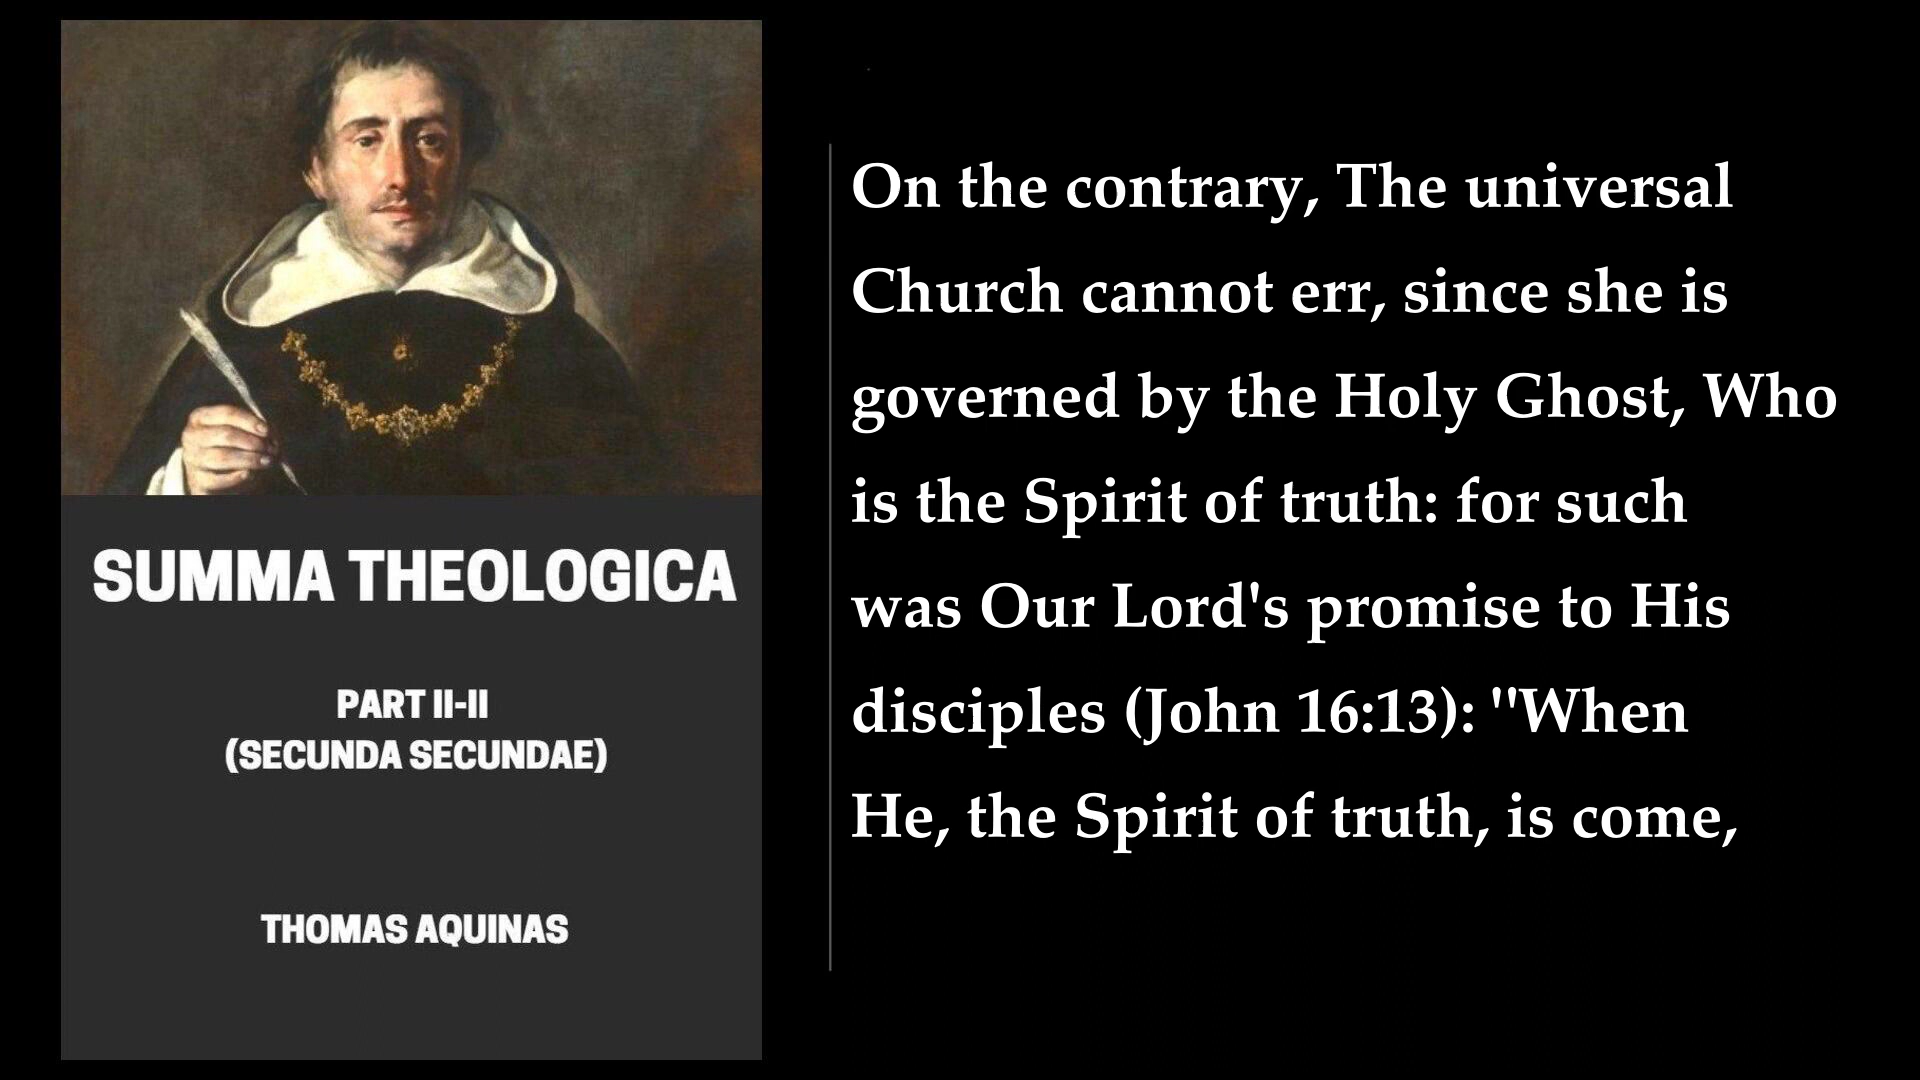 SUMMA THEOLOGICA
PART II-II
(SECUNDA SECUNDAE)
THOMAS AQUINAS
On the contrary, The universal
Church cannot err, since she is
governed by the Holy Ghost, Who
is the Spirit of truth: for such
was Our Lord's promise to His
disciples (John 16:13): "When
He, the Spirit of truth, is come,